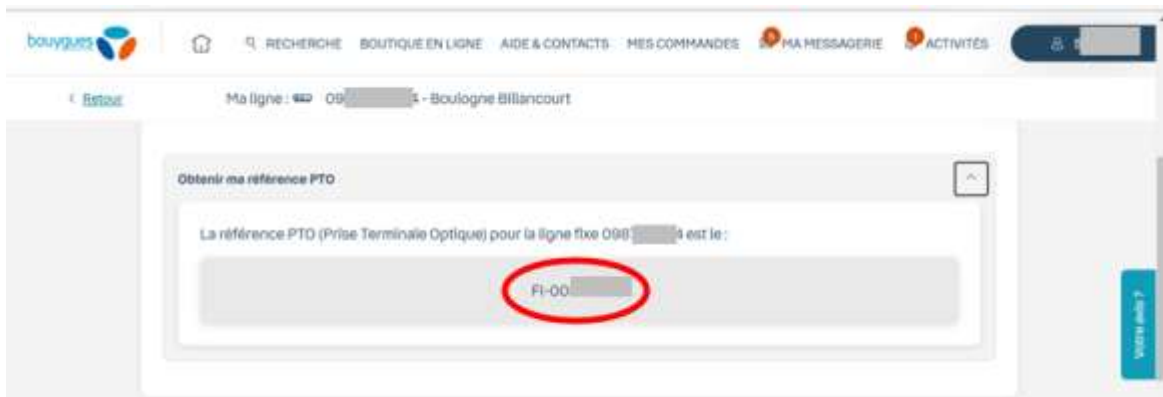 bouygues
RECHERCHE BOUTIQUE EN LIGNE AIDE & CONTACTS MES COMMANDES MA MESSAGERIE ACTIVITÉS
Retour
Ma ligne : 09 - Boulogne Billancourt
Obtenir ma référence PTO
La référence PTO (Prise Terminale Optique) pour la ligne fixe 098 4 est le :
FI-00
Votre avis ?